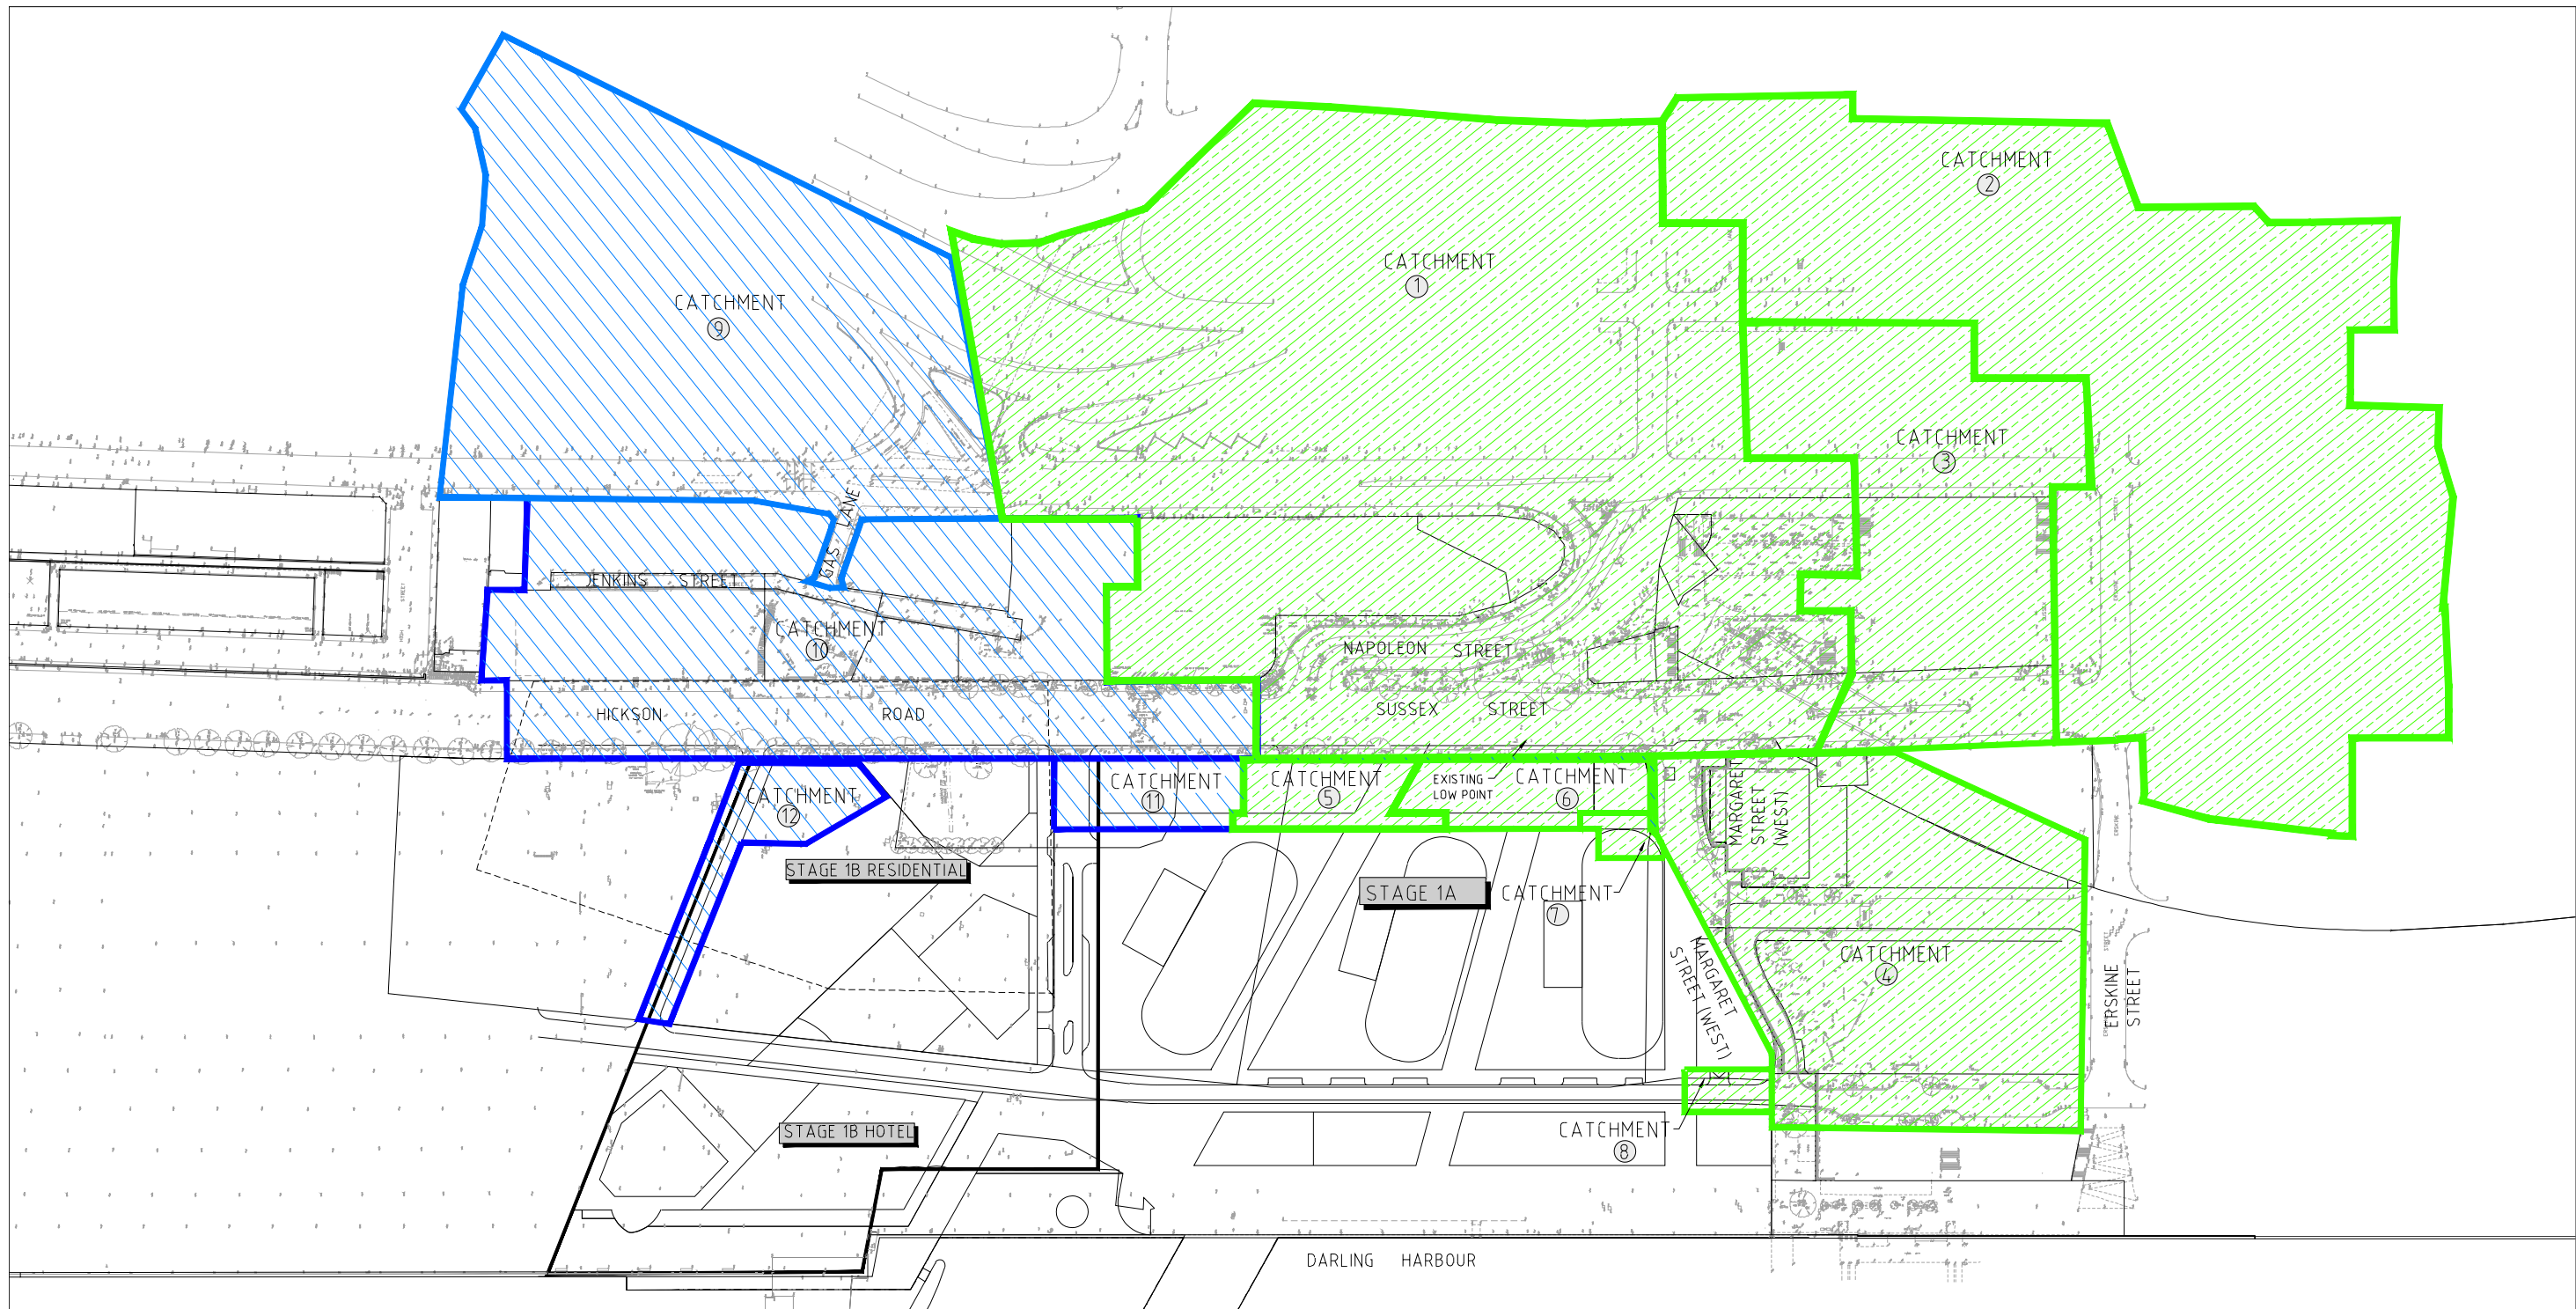 CATCHMENT
2
CATCHMENT
1
CATCHMENT
9
CATCHMENT
3
GAS LANE
JENKINS STREET
CATCHMENT
10
NAPOLEON STREET
HICKSON ROAD
SUSSEX STREET
CATCHMENT
11
CATCHMENT
5
EXISTING
LOW POINT
CATCHMENT
6
MARGARET
STREET
(WEST)
CATCHMENT
12
STAGE 1B RESIDENTIAL
STAGE 1A
CATCHMENT
7
MARGARET
STREET (WEST)
CATCHMENT
4
ERSKINE
STREET
STAGE 1B HOTEL
CATCHMENT
8
DARLING HARBOUR
STREET